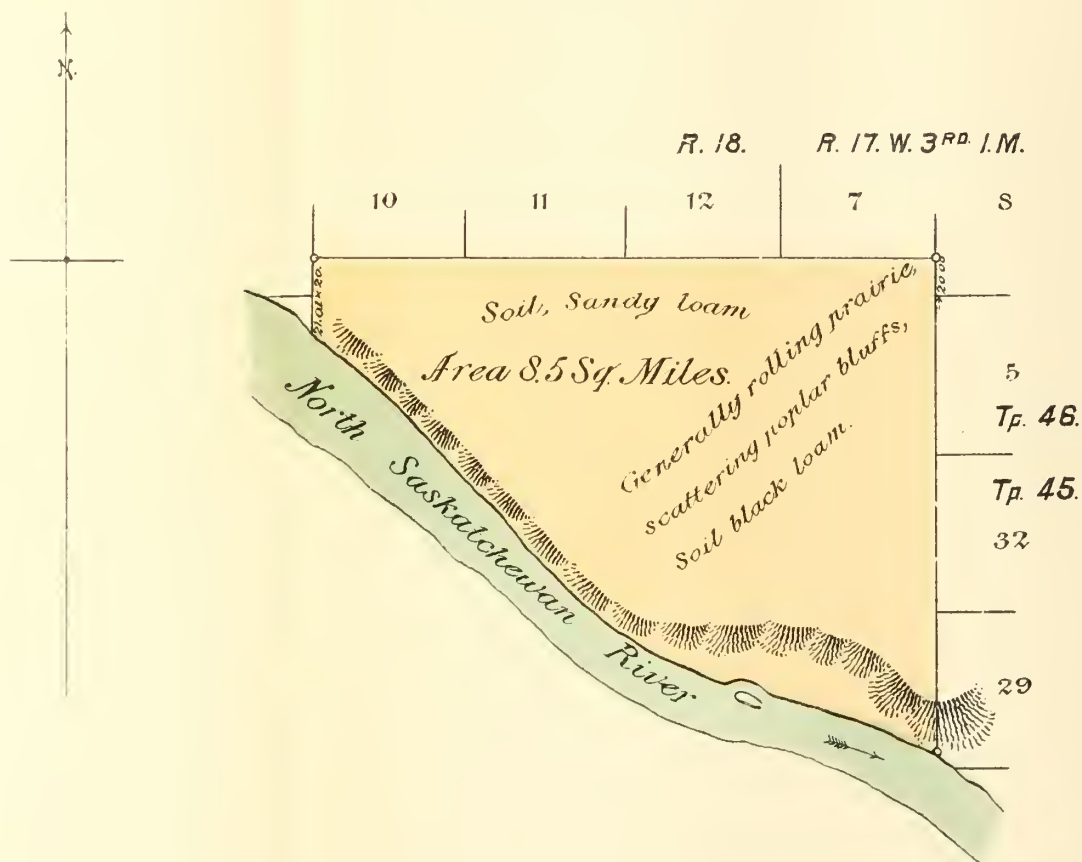 N.
R. 18. R. 17. W. 3RD. I.M.
10 11 12 7 8
Soil, Sandy loam
Area 8.5 Sq. Miles.
Generally rolling prairie,
scattering poplar bluffs,
Soil black loam.
5
Tp. 46.
Tp. 45.
32
29
North Saskatchewan River